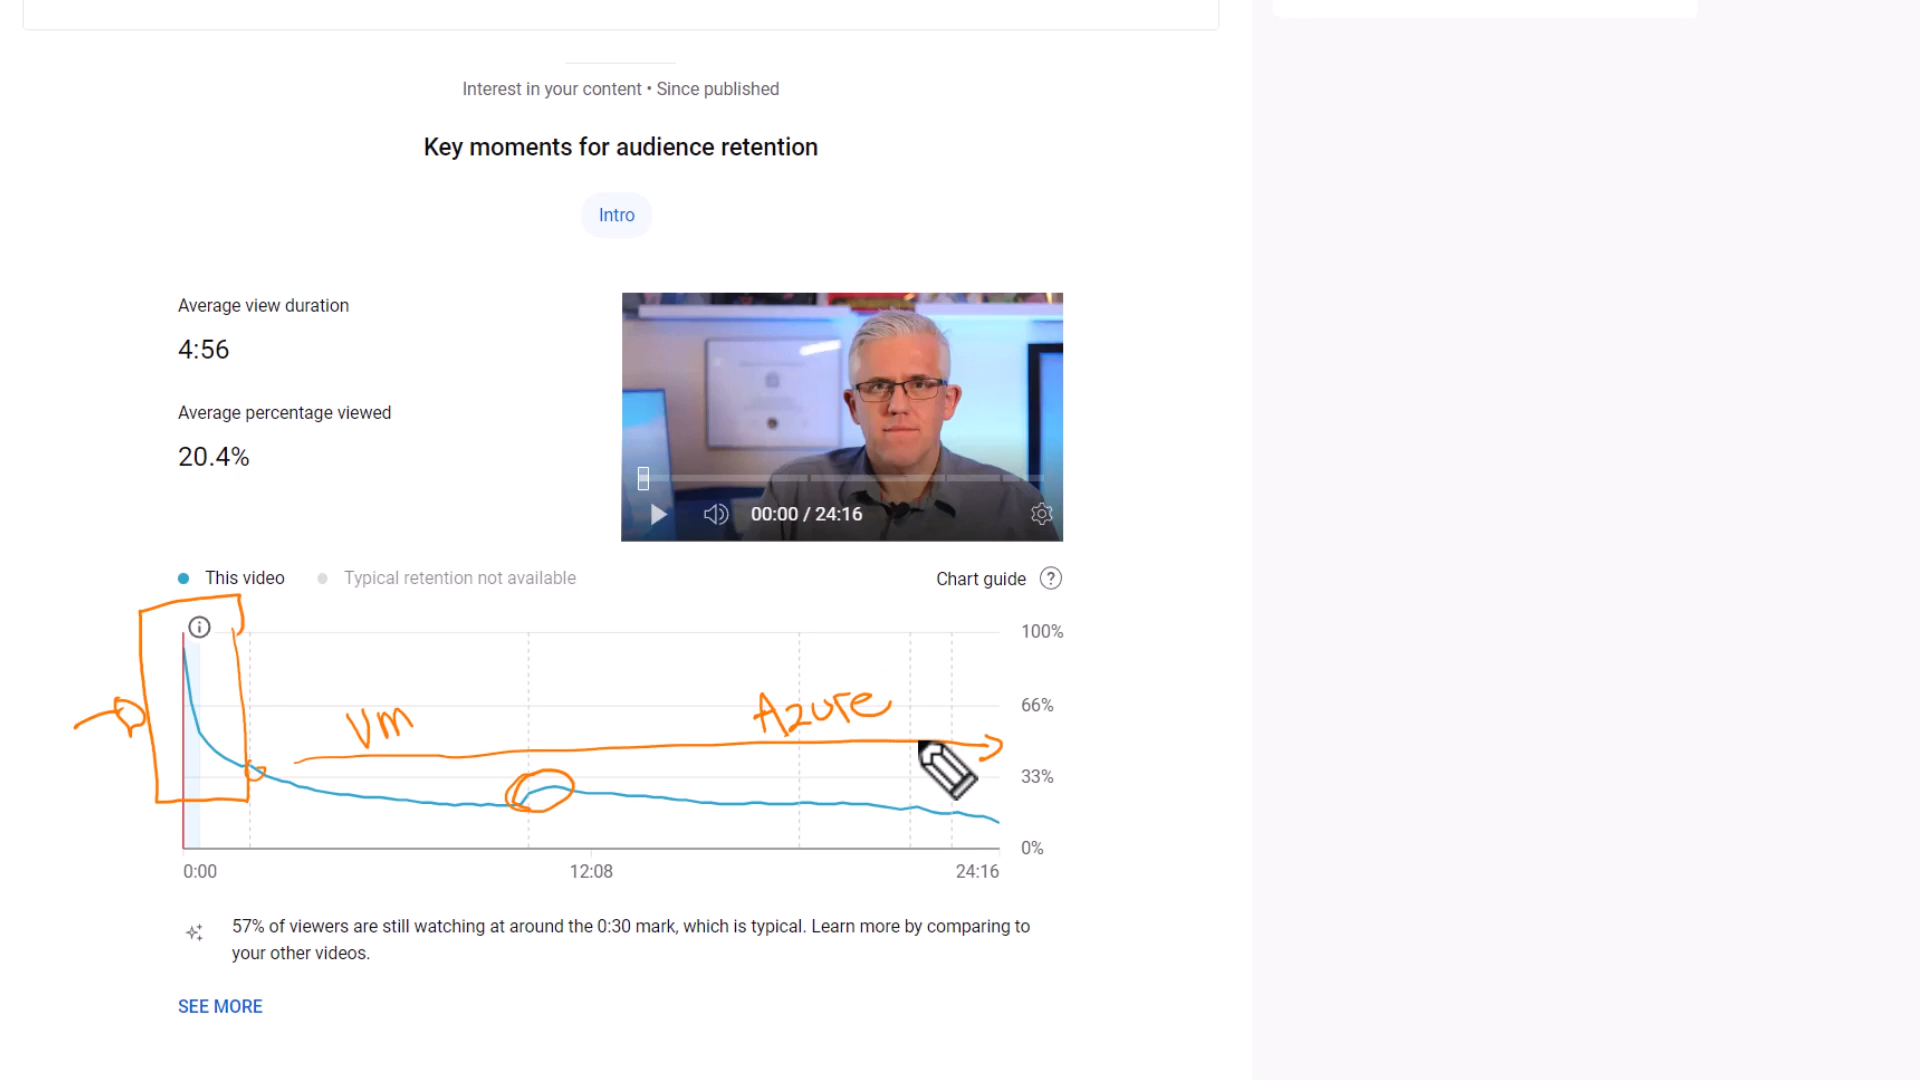 Interest in your content • Since published
Key moments for audience retention
Intro
Average view duration
4:56
Average percentage viewed
20.4%
00:00 / 24:16
This video
Typical retention not available
Chart guide ?
i
100%
66%
33%
0%
VM
Azure
0:00
12:08
24:16
57% of viewers are still watching at around the 0:30 mark, which is typical. Learn more by comparing to
your other videos.
SEE MORE